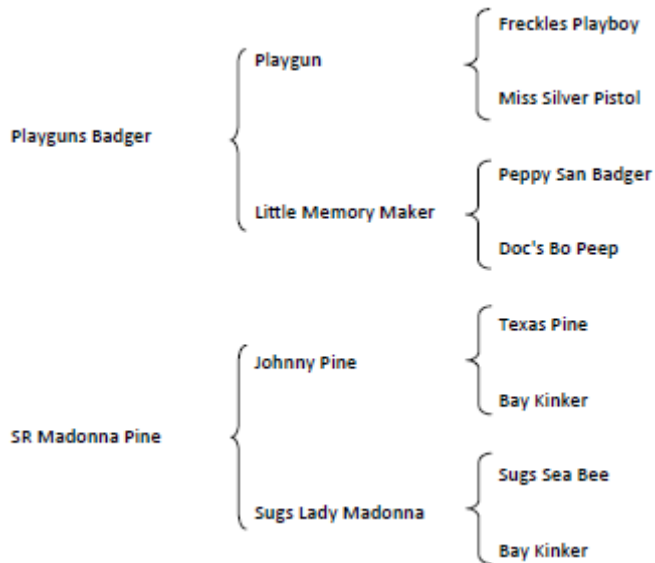 Freckles Playboy
Playgun
Miss Silver Pistol
Playguns Badger
Peppy San Badger
Little Memory Maker
Doc's Bo Peep
Texas Pine
Johnny Pine
Bay Kinker
SR Madonna Pine
Sugs Sea Bee
Sugs Lady Madonna
Bay Kinker